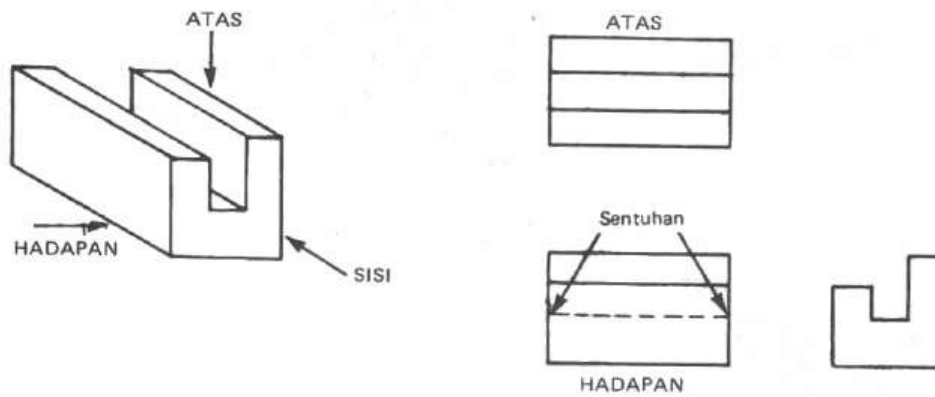 ATAS
HADAPAN
SISI
ATAS
Sentuhan
HADAPAN